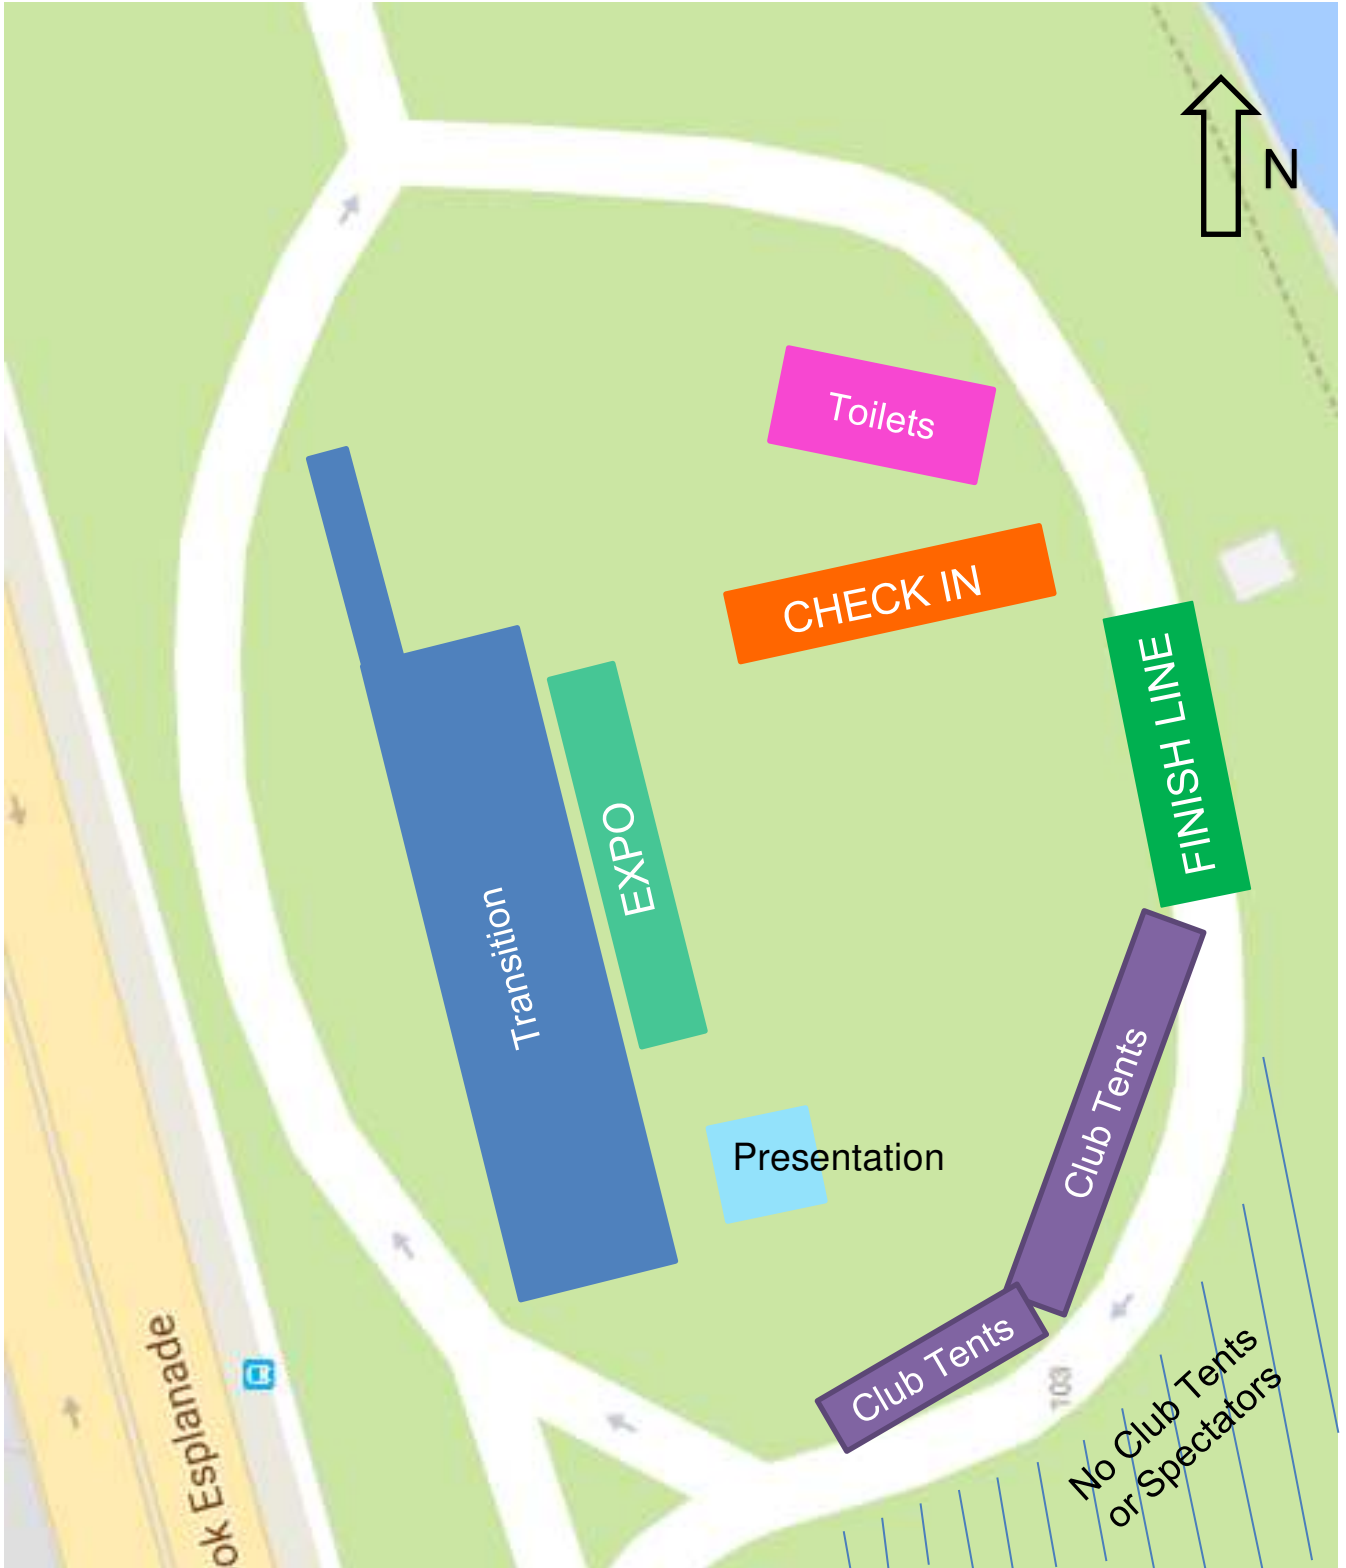 N
Toilets
CHECK IN
FINISH LINE
EXPO
Transition
Club Tents
Presentation
Club Tents
No Club Tents
or Spectators
T03
ok Esplanade